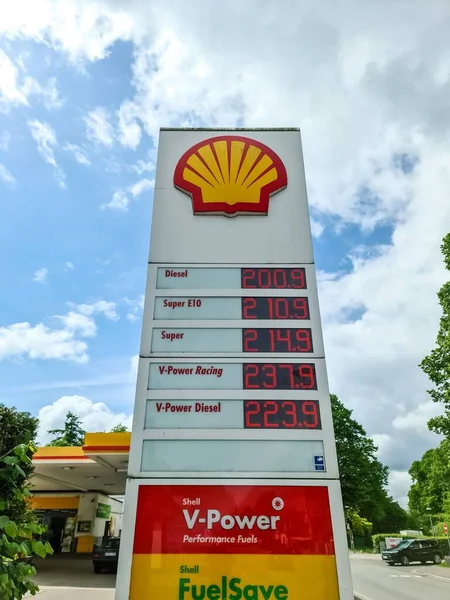 Diesel 200.9
Super E10 210.9
Super 214.9
V-Power Racing 237.9
V-Power Diesel 223.9
Shell
V-Power
Performance Fuels
Shell
FuelSave